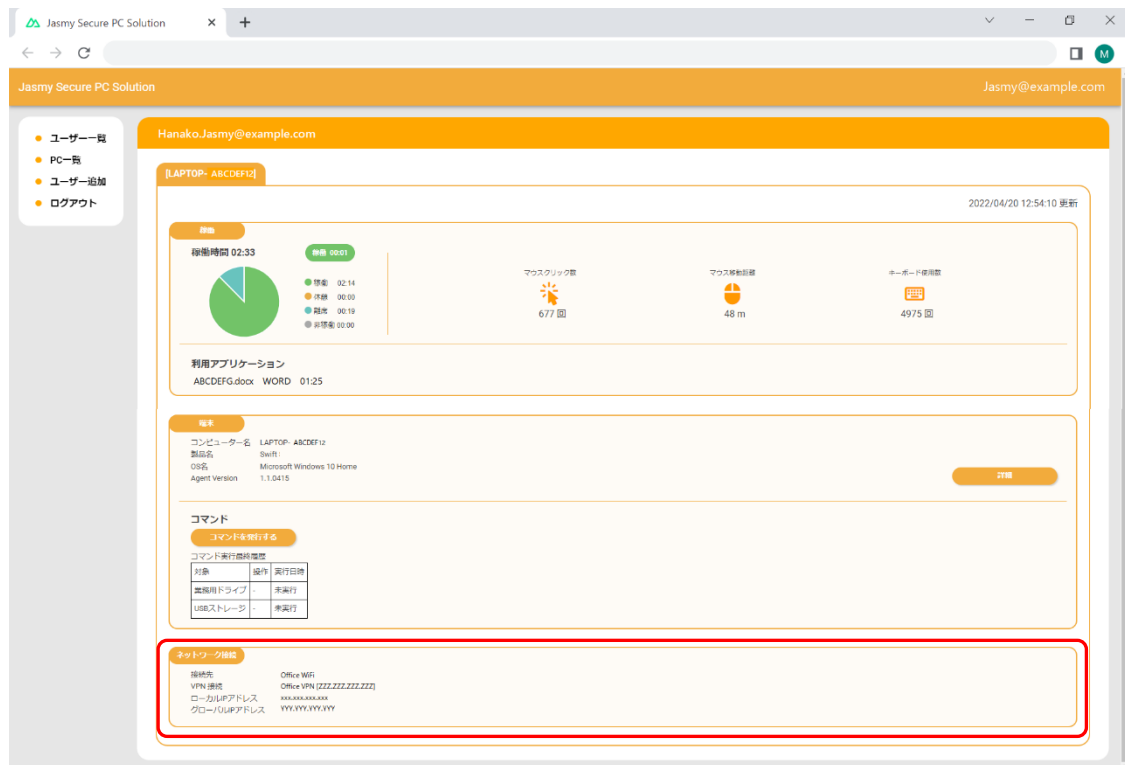 Jasmy Secure PC Solution
M
Jasmy Secure PC Solution
Jasmy@example.com
ユーザー一覧
PC一覧
ユーザー追加
ログアウト
Hanako.Jasmy@example.com
[LAPTOP- ABCDEF12]
2022/04/20 12:54:10 更新
稼働
稼働時間 02:33
稼働 00:01
稼働 02:14
休憩 00:00
離席 00:19
非稼働 00:00
マウスクリック数
677 回
マウス移動距離
48 m
キーボード使用数
4975 回
利用アプリケーション
ABCDEFG.docx WORD 01:25
端末
コンピューター名 LAPTOP- ABCDEF12
製品名 Swift
OS名 Microsoft Windows 10 Home
Agent Version 1.1.0415
詳細
コマンド
コマンドを発行する
コマンド実行最終履歴
対象 操作 実行日時
業務用ドライブ - 未実行
USBストレージ - 未実行
ネットワーク接続
接続先 Office WiFi
VPN 接続 Office VPN [ZZZ.ZZZ.ZZZ.ZZZ]
ローカルIPアドレス xxx.xxx.xxx.xxx
グローバルIPアドレス YYY.YYY.YYY.YYY